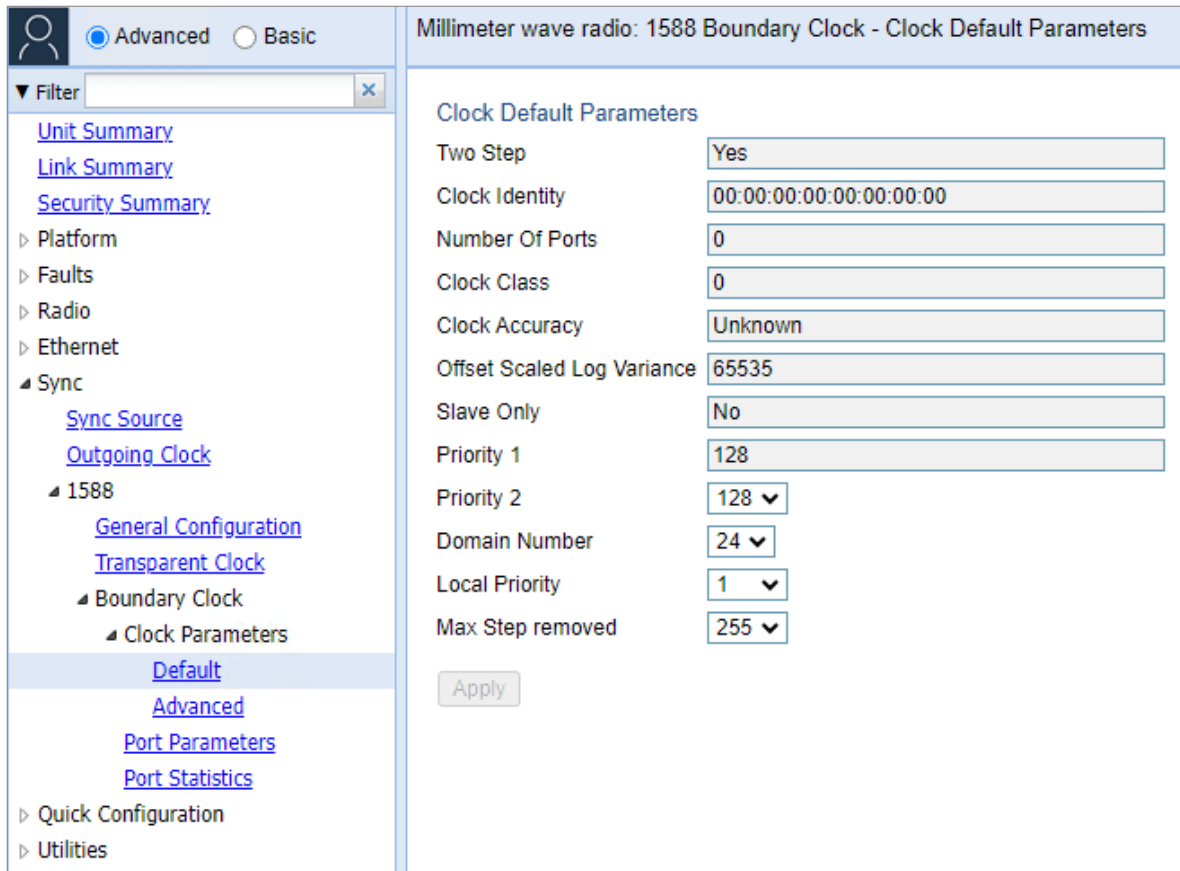 Advanced Basic
Millimeter wave radio: 1588 Boundary Clock - Clock Default Parameters
Filter
Unit Summary
Link Summary
Security Summary
Platform
Faults
Radio
Ethernet
Sync
Sync Source
Outgoing Clock
1588
General Configuration
Transparent Clock
Boundary Clock
Clock Parameters
Default
Advanced
Port Parameters
Port Statistics
Quick Configuration
Utilities
Clock Default Parameters
Two Step Yes
Clock Identity 00:00:00:00:00:00:00:00
Number Of Ports 0
Clock Class 0
Clock Accuracy Unknown
Offset Scaled Log Variance 65535
Slave Only No
Priority 1 128
Priority 2 128
Domain Number 24
Local Priority 1
Max Step removed 255
Apply